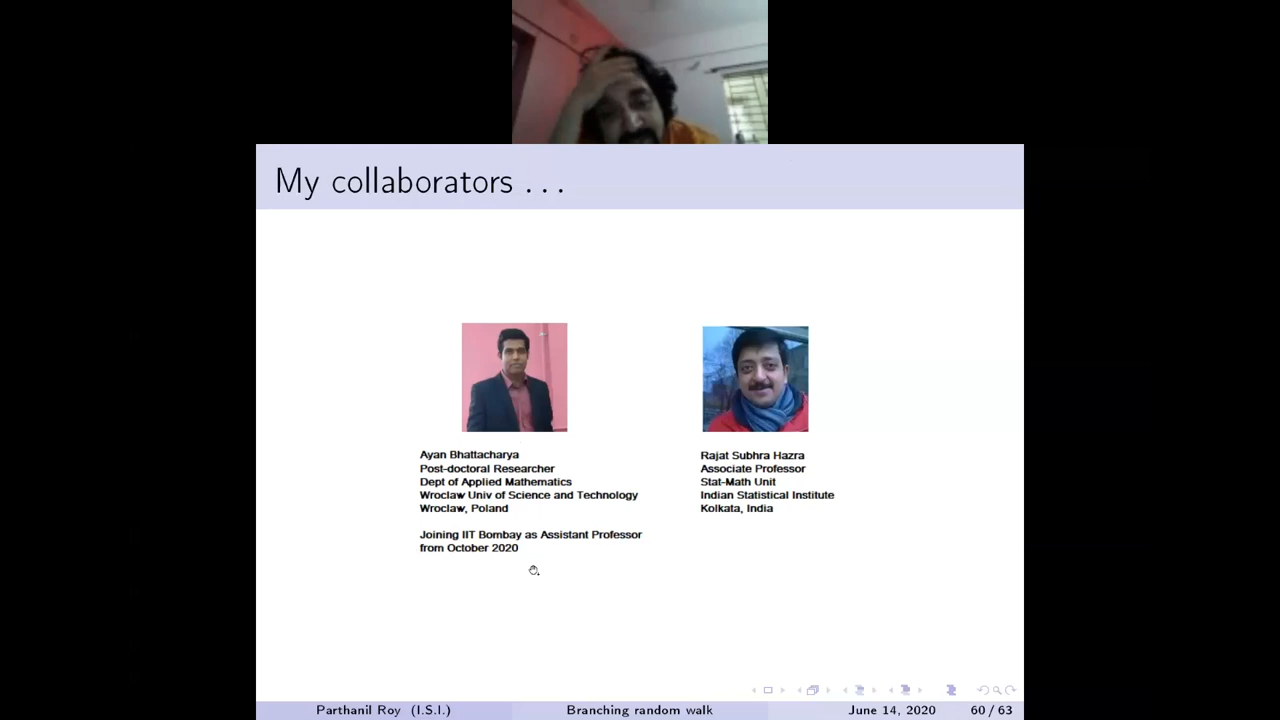 My collaborators ...
Ayan Bhattacharya
Post-doctoral Researcher
Dept of Applied Mathematics
Wroclaw Univ of Science and Technology
Wroclaw, Poland
Joining IIT Bombay as Assistant Professor
from October 2020
Rajat Subhra Hazra
Associate Professor
Stat-Math Unit
Indian Statistical Institute
Kolkata, India
Parthanil Roy (I.S.I.) Branching random walk June 14, 2020 60 / 63